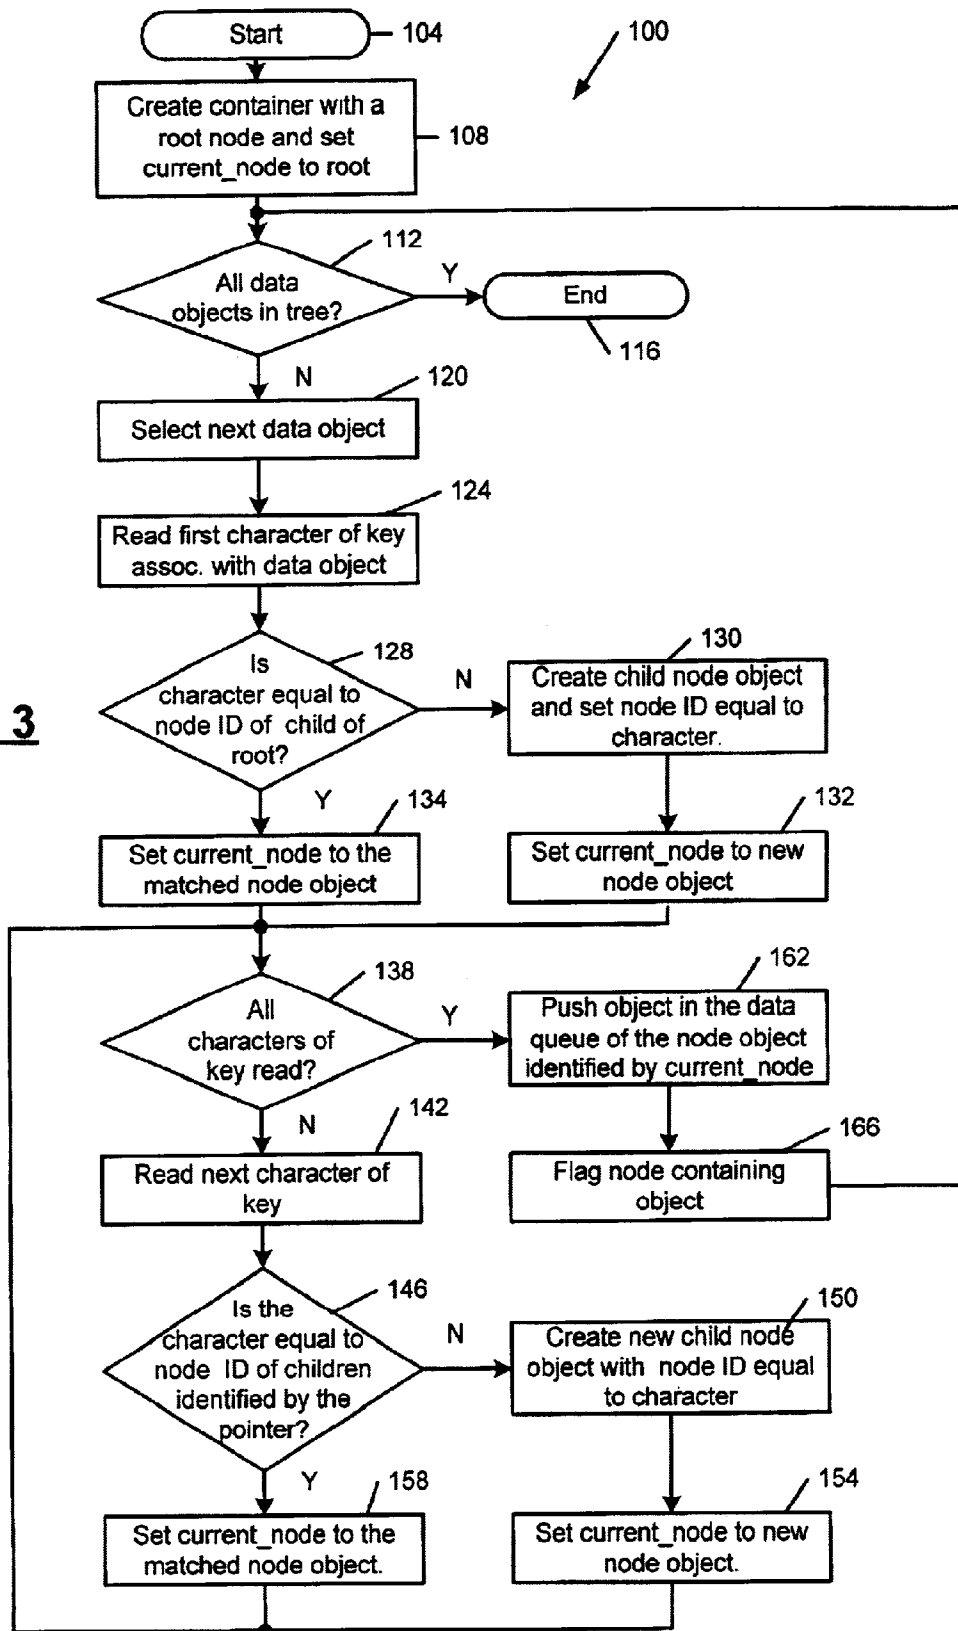 Start
104
100
Create container with a
root node and set
current_node to root
108
112
All data
objects in tree?
Y
End
116
N
120
Select next data object
124
Read first character of key
assoc. with data object
128
Is
character equal to
node ID of child of
root?
N
130
Create child node object
and set node ID equal to
character.
3
Y
134
Set current_node to the
matched node object
132
Set current_node to new
node object
138
All
characters of
key read?
Y
162
Push object in the data
queue of the node object
identified by current_node
N
142
Read next character of
key
166
Flag node containing
object
146
Is the
character equal to
node ID of children
identified by the
pointer?
N
150
Create new child node
object with node ID equal
to character
Y
158
Set current_node to the
matched node object.
154
Set current_node to new
node object.